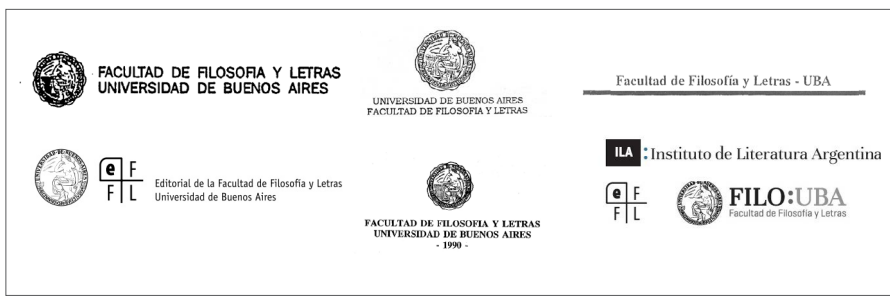 FACULTAD DE FILOSOFIA Y LETRAS
UNIVERSIDAD DE BUENOS AIRES
UNIVERSIDAD DE BUENOS AIRES
FACULTAD DE FILOSOFIA Y LETRAS
Facultad de Filosofía y Letras - UBA
e F
F L
Editorial de la Facultad de Filosofía y Letras
Universidad de Buenos Aires
FACULTAD DE FILOSOFIA Y LETRAS
UNIVERSIDAD DE BUENOS AIRES
- 1990 -
ILA :Instituto de Literatura Argentina
e F
F L
FILO:UBA
Facultad de Filosofía y Letras